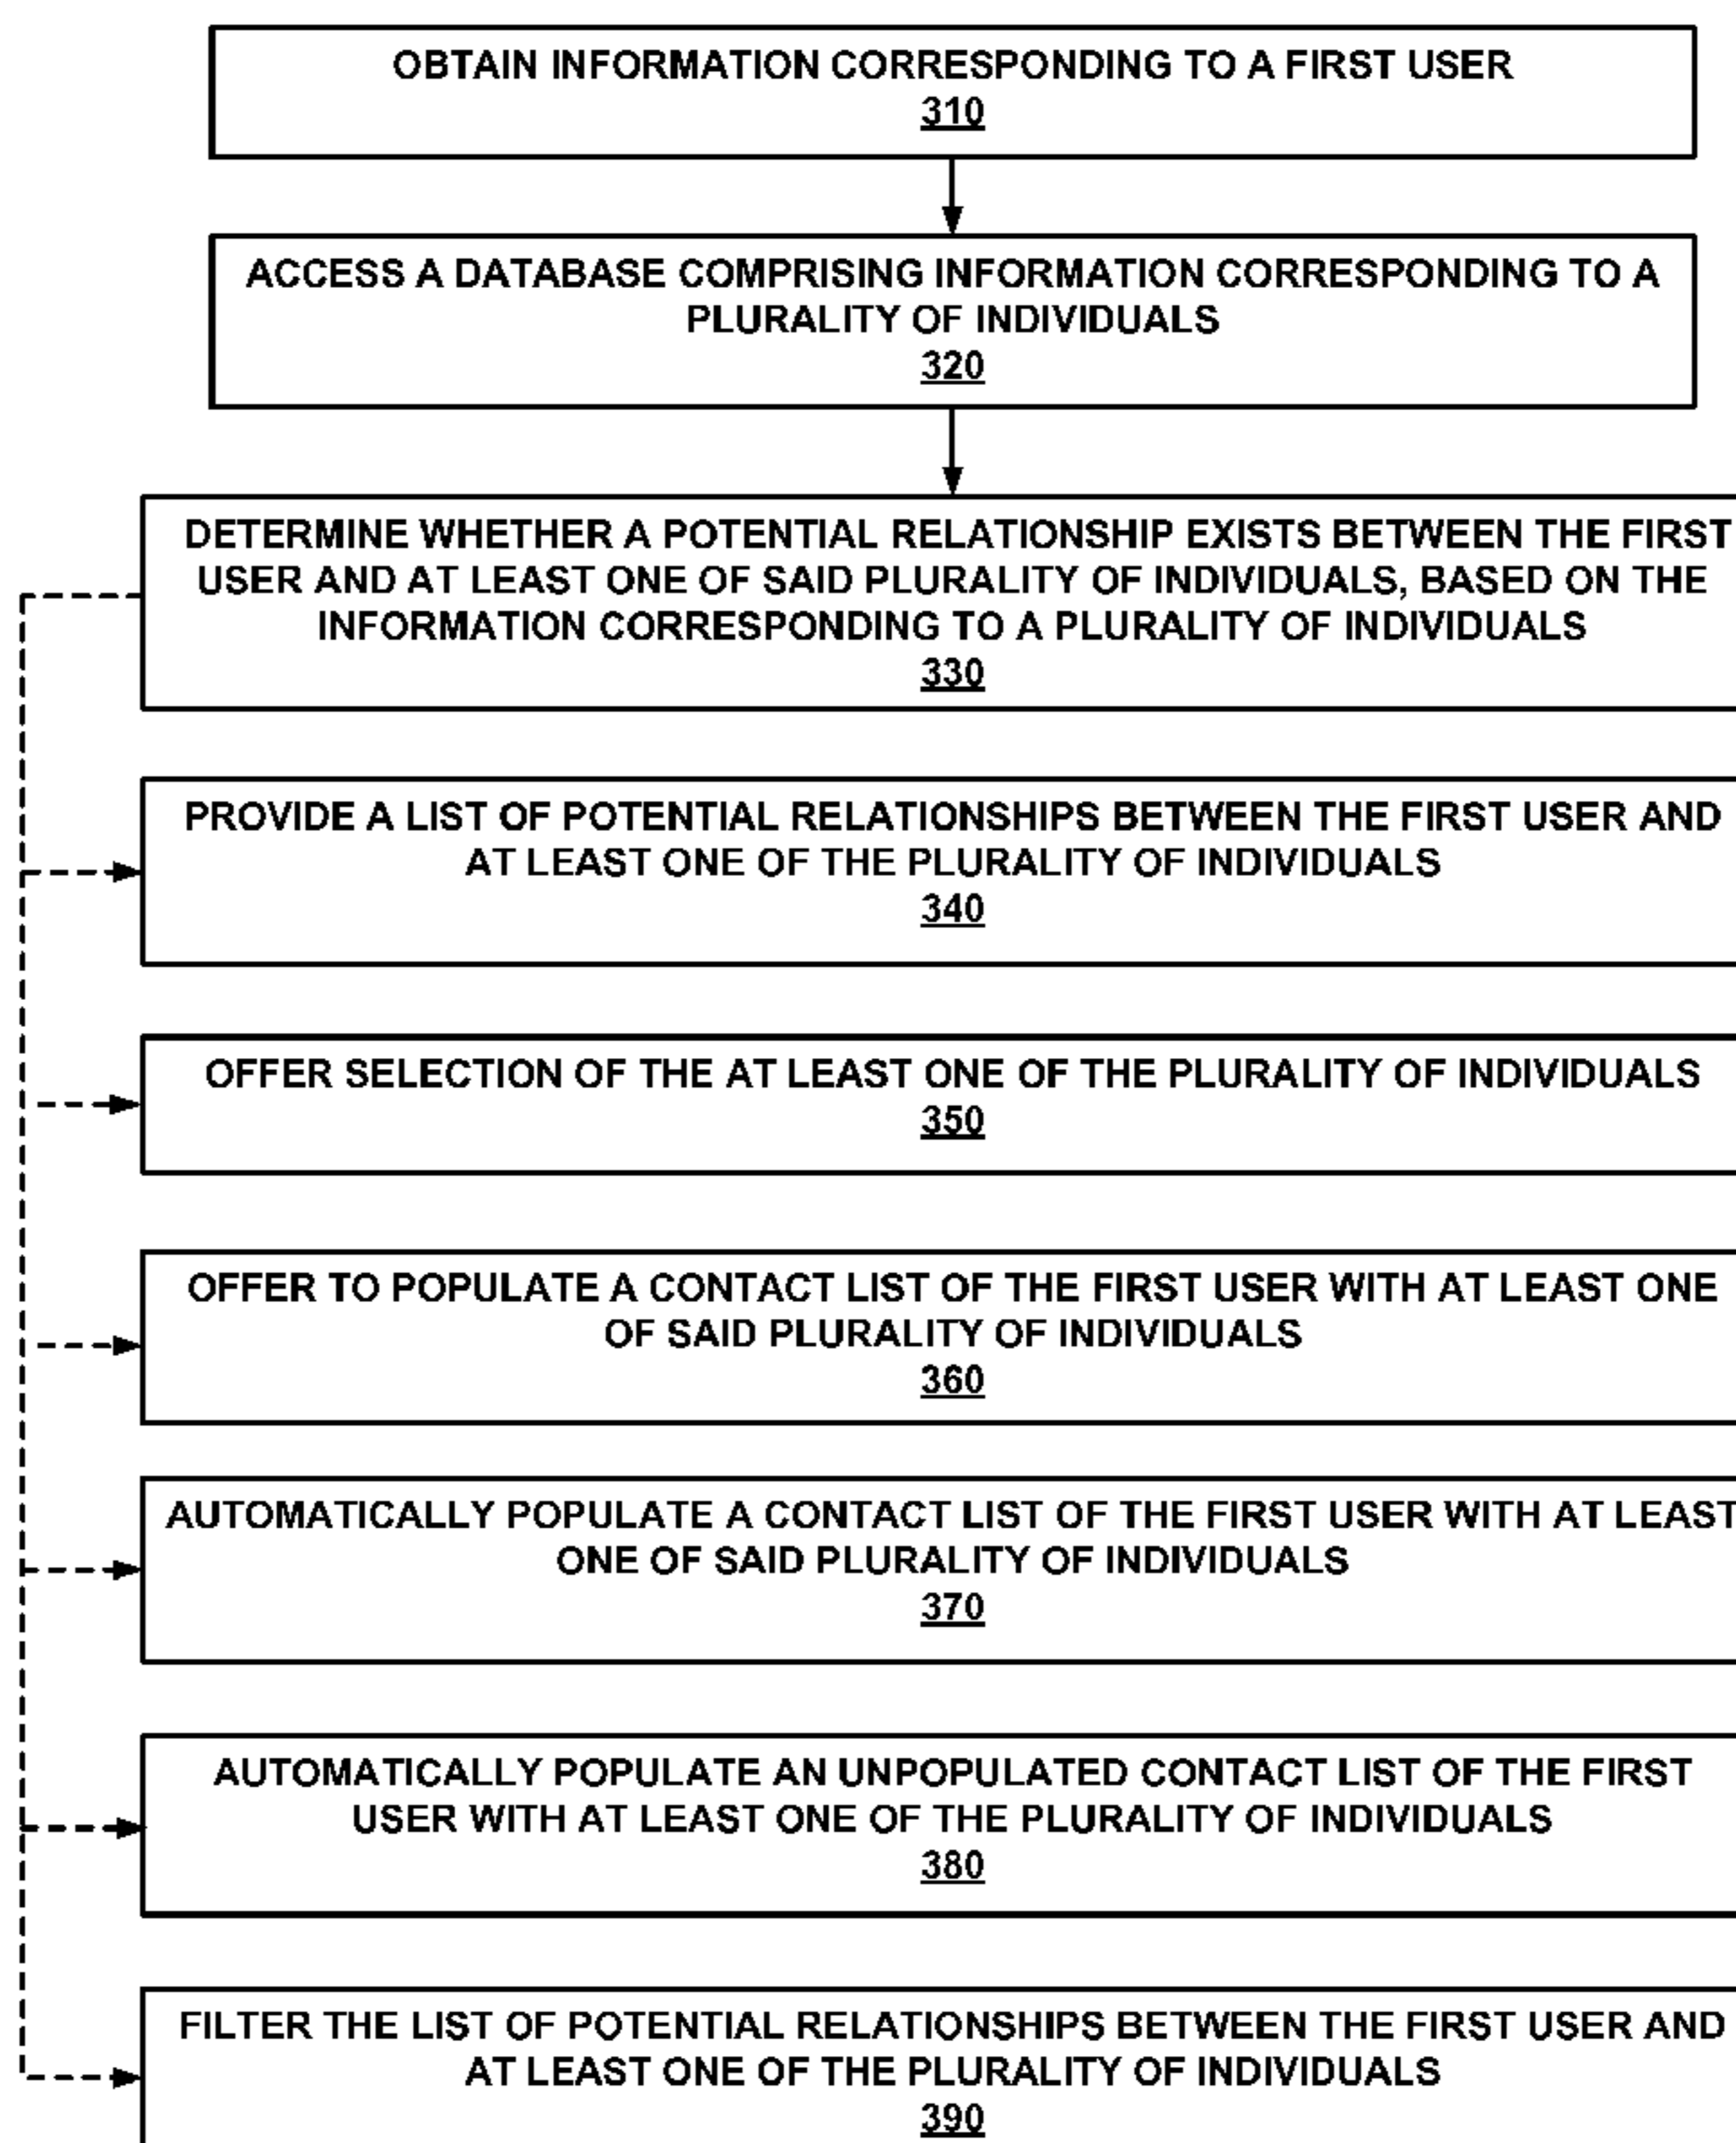 OBTAIN INFORMATION CORRESPONDING TO A FIRST USER
310
ACCESS A DATABASE COMPRISING INFORMATION CORRESPONDING TO A
PLURALITY OF INDIVIDUALS
320
DETERMINE WHETHER A POTENTIAL RELATIONSHIP EXISTS BETWEEN THE FIRST
USER AND AT LEAST ONE OF SAID PLURALITY OF INDIVIDUALS, BASED ON THE
INFORMATION CORRESPONDING TO A PLURALITY OF INDIVIDUALS
330
PROVIDE A LIST OF POTENTIAL RELATIONSHIPS BETWEEN THE FIRST USER AND
AT LEAST ONE OF THE PLURALITY OF INDIVIDUALS
340
OFFER SELECTION OF THE AT LEAST ONE OF THE PLURALITY OF INDIVIDUALS
350
OFFER TO POPULATE A CONTACT LIST OF THE FIRST USER WITH AT LEAST ONE
OF SAID PLURALITY OF INDIVIDUALS
360
AUTOMATICALLY POPULATE A CONTACT LIST OF THE FIRST USER WITH AT LEAST
ONE OF SAID PLURALITY OF INDIVIDUALS
370
AUTOMATICALLY POPULATE AN UNPOPULATED CONTACT LIST OF THE FIRST
USER WITH AT LEAST ONE OF THE PLURALITY OF INDIVIDUALS
380
FILTER THE LIST OF POTENTIAL RELATIONSHIPS BETWEEN THE FIRST USER AND
AT LEAST ONE OF THE PLURALITY OF INDIVIDUALS
390